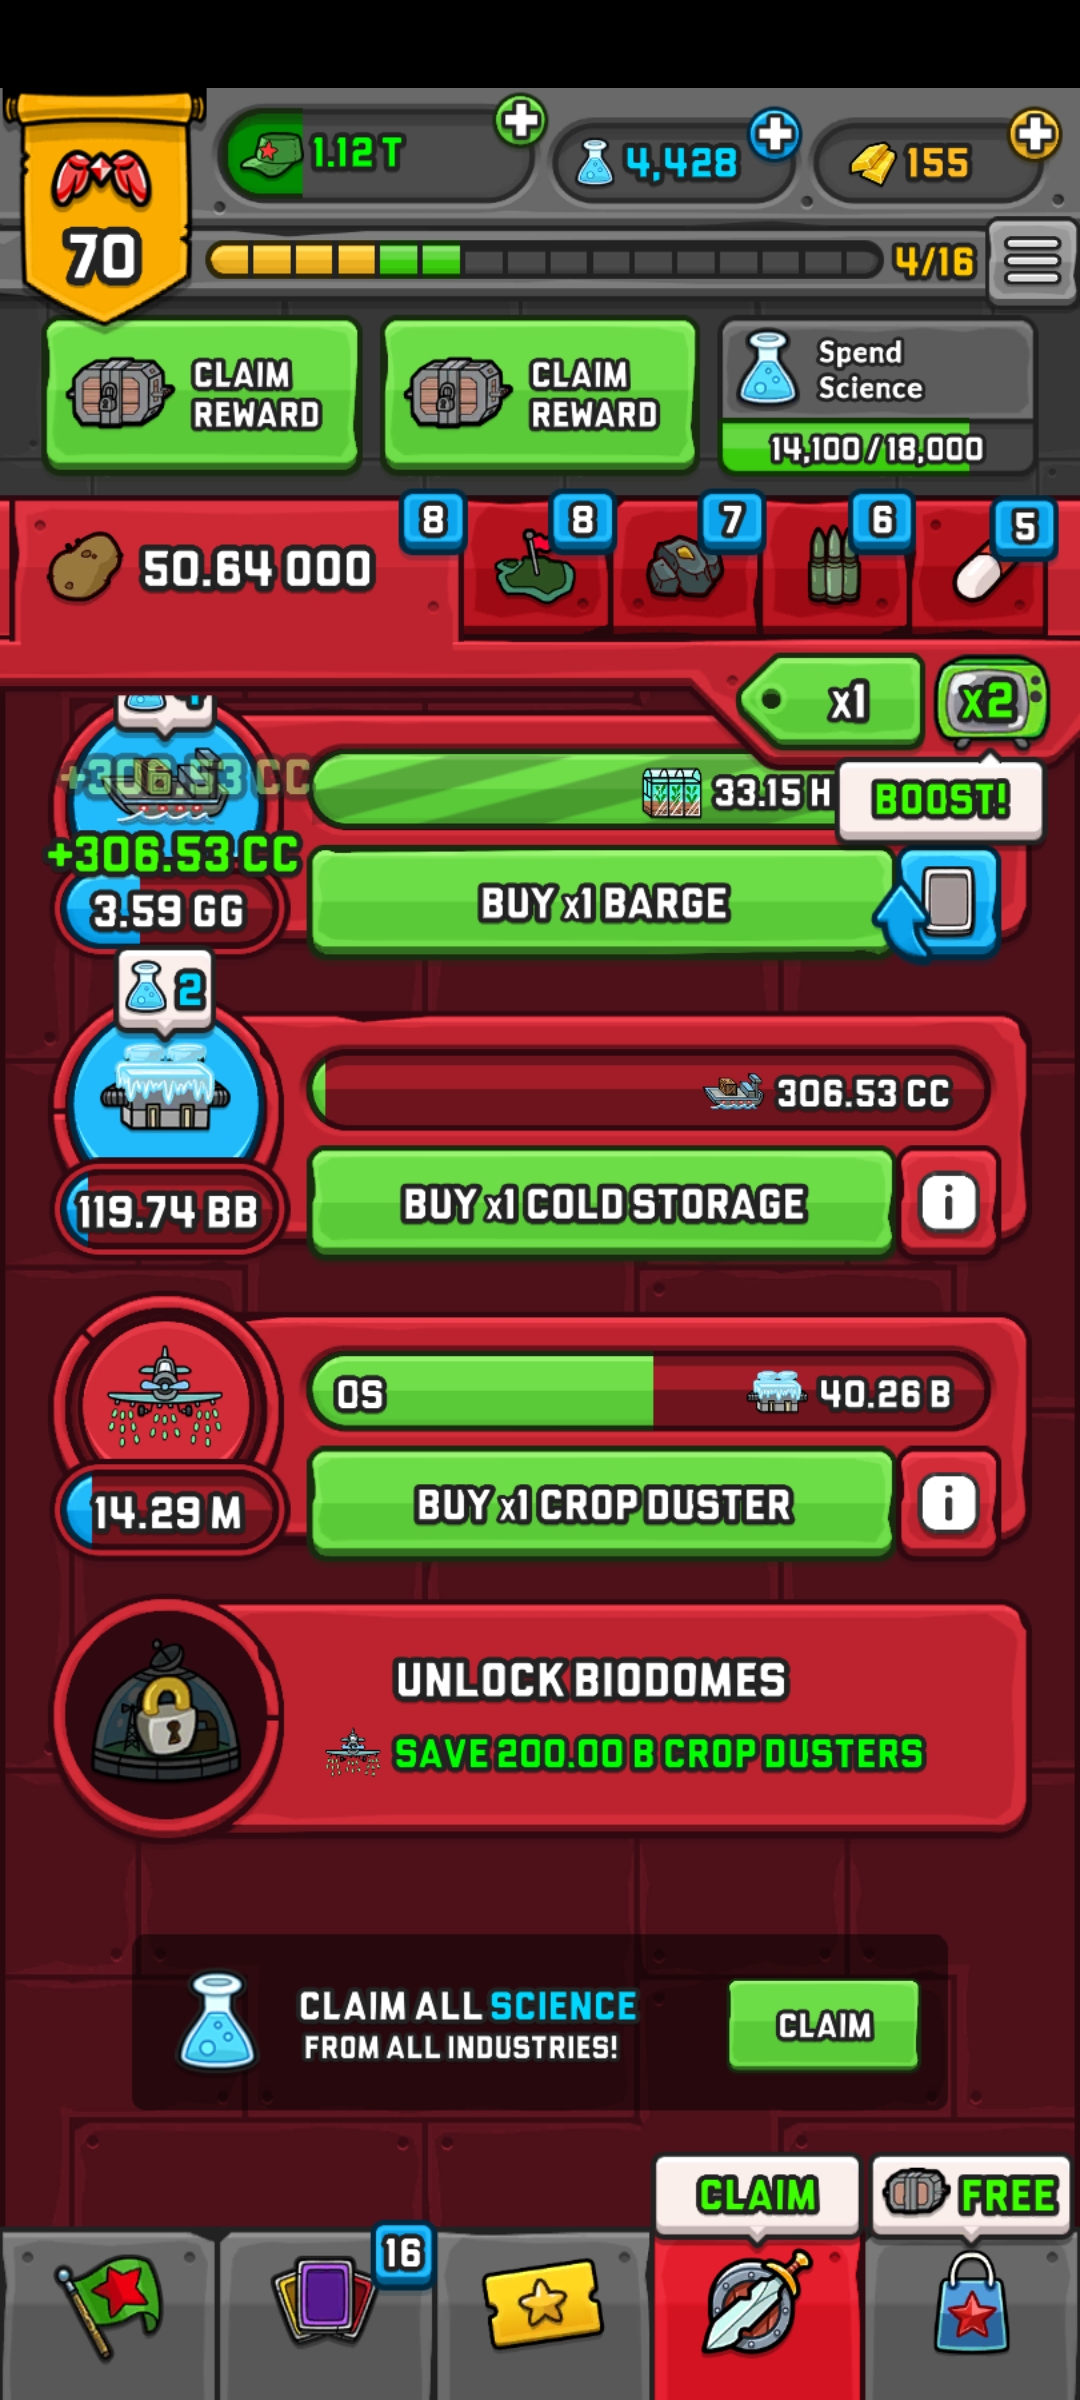 1.12 T
4,428
155
70
4/16
CLAIM
REWARD
CLAIM
REWARD
Spend
Science
14,100 / 18,000
50.64 000
8
8
7
6
5
x1
x2
BOOST!
+306.53 CC
33.15 H
+306.53 CC
3.59 GG
BUY x1 BARGE
2
306.53 CC
119.74 BB
BUY x1 COLD STORAGE
i
0S
40.26 B
14.29 M
BUY x1 CROP DUSTER
i
UNLOCK BIODOMES
SAVE 200.00 B CROP DUSTERS
CLAIM ALL SCIENCE
FROM ALL INDUSTRIES!
CLAIM
CLAIM
FREE
16